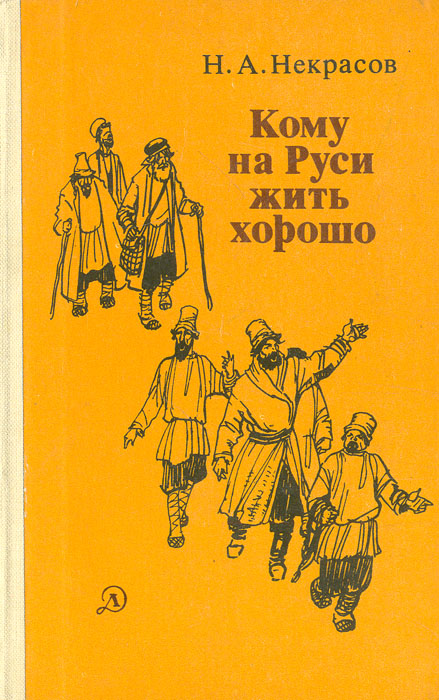 Н. А. Некрасов
Кому
на Руси
жить
хорошо
Д